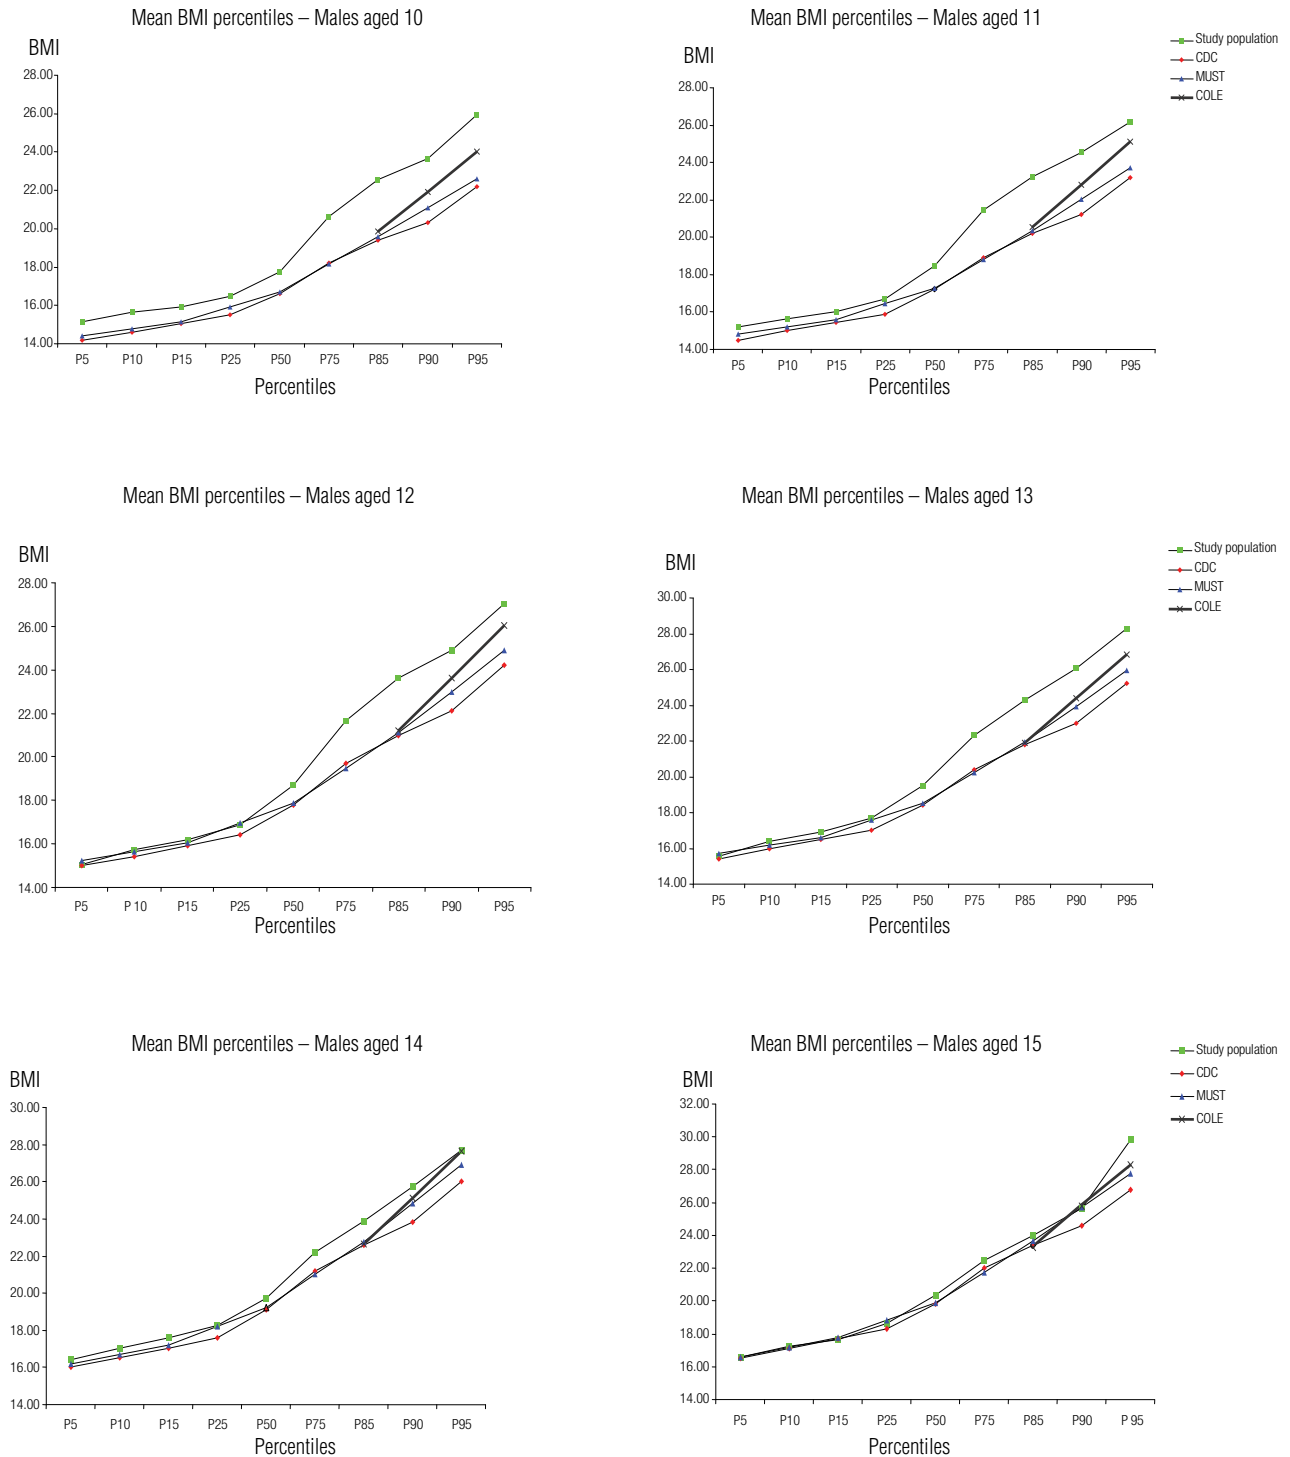 Mean BMI percentiles – Males aged 10
BMI
28.00
26.00
24.00
22.00
20.00
18.00
16.00
14.00
P5 P10 P15 P25 P50 P75 P85 P90 P95
Percentiles
Mean BMI percentiles – Males aged 11
BMI
28.00
26.00
24.00
22.00
20.00
18.00
16.00
14.00
P5 P10 P15 P25 P50 P75 P85 P90 P95
Percentiles
Study population
CDC
MUST
COLE
Mean BMI percentiles – Males aged 12
BMI
28.00
26.00
24.00
22.00
20.00
18.00
16.00
14.00
P5 P 10 P15 P25 P50 P75 P85 P90 P95
Percentiles
Mean BMI percentiles – Males aged 13
BMI
30.00
28.00
26.00
24.00
22.00
20.00
18.00
16.00
14.00
P5 P10 P15 P25 P50 P75 P85 P90 P95
Percentiles
Study population
CDC
MUST
COLE
Mean BMI percentiles – Males aged 14
BMI
30.00
28.00
26.00
24.00
22.00
20.00
18.00
16.00
14.00
P5 P10 P15 P25 P50 P75 P85 P90 P95
Percentiles
Mean BMI percentiles – Males aged 15
BMI
32.00
30.00
28.00
26.00
24.00
22.00
20.00
18.00
16.00
14.00
P5 P10 P15 P25 P50 P75 P85 P90 P 95
Percentiles
Study population
CDC
MUST
COLE